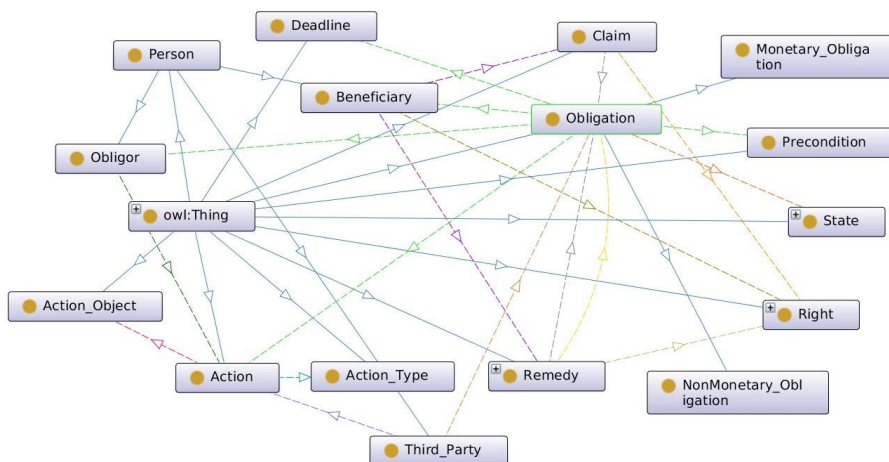 Deadline
Person
Claim
Monetary_Obliga
tion
Beneficiary
Obligation
Precondition
Obligor
owl:Thing
State
Action_Object
Right
Action
Action_Type
Remedy
NonMonetary_Obl
igation
Third_Party